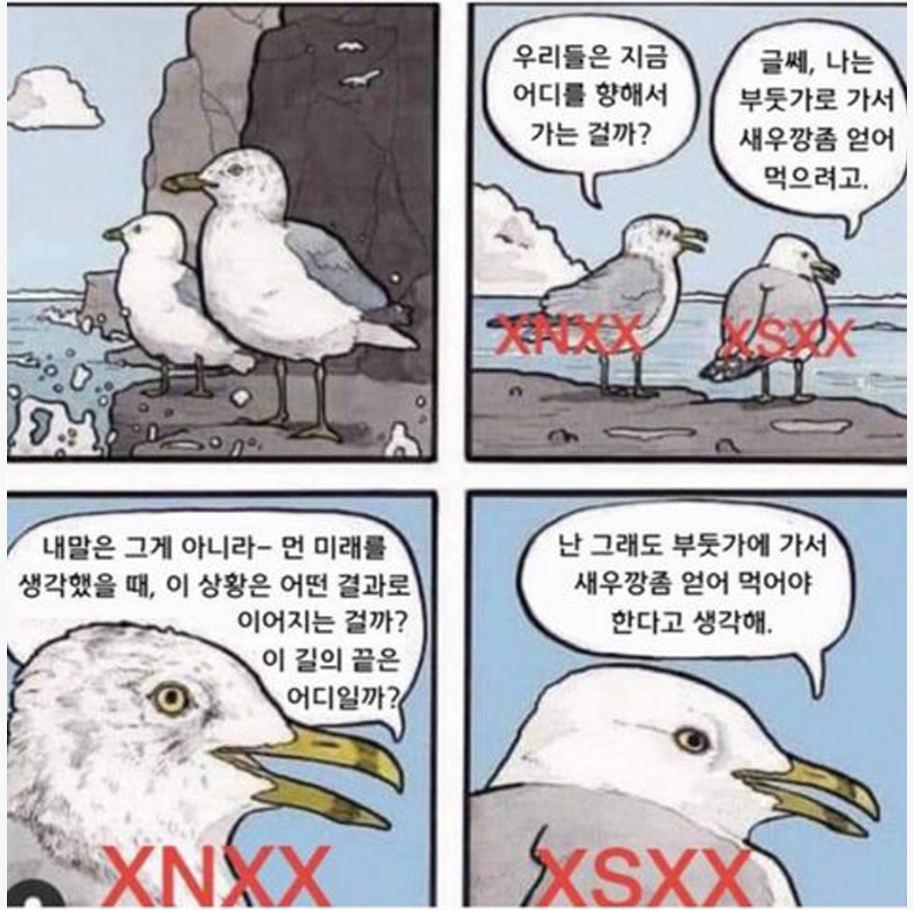 우리들은 지금
어디를 향해서
가는 걸까?
글쎄, 나는
부둣가로 가서
새우깡좀 얻어
먹으려고.
XNXX
XSXX
내말은 그게 아니라– 먼 미래를
생각했을 때, 이 상황은 어떤 결과로
이어지는 걸까?
이 길의 끝은
어디일까?
XNXX
난 그래도 부둣가에 가서
새우깡좀 얻어 먹어야
한다고 생각해.
XSXX